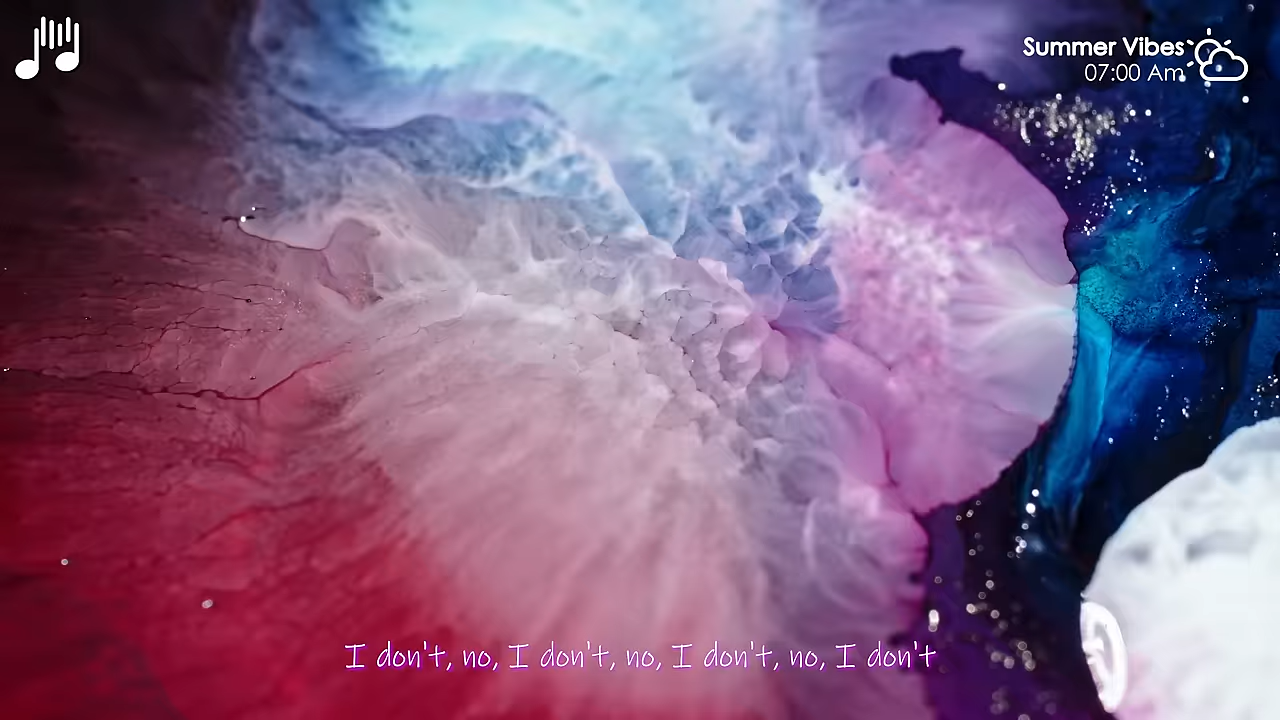 Summer Vibes
07:00 Am
I don't, no, I don't, no, I don't, no, I don't